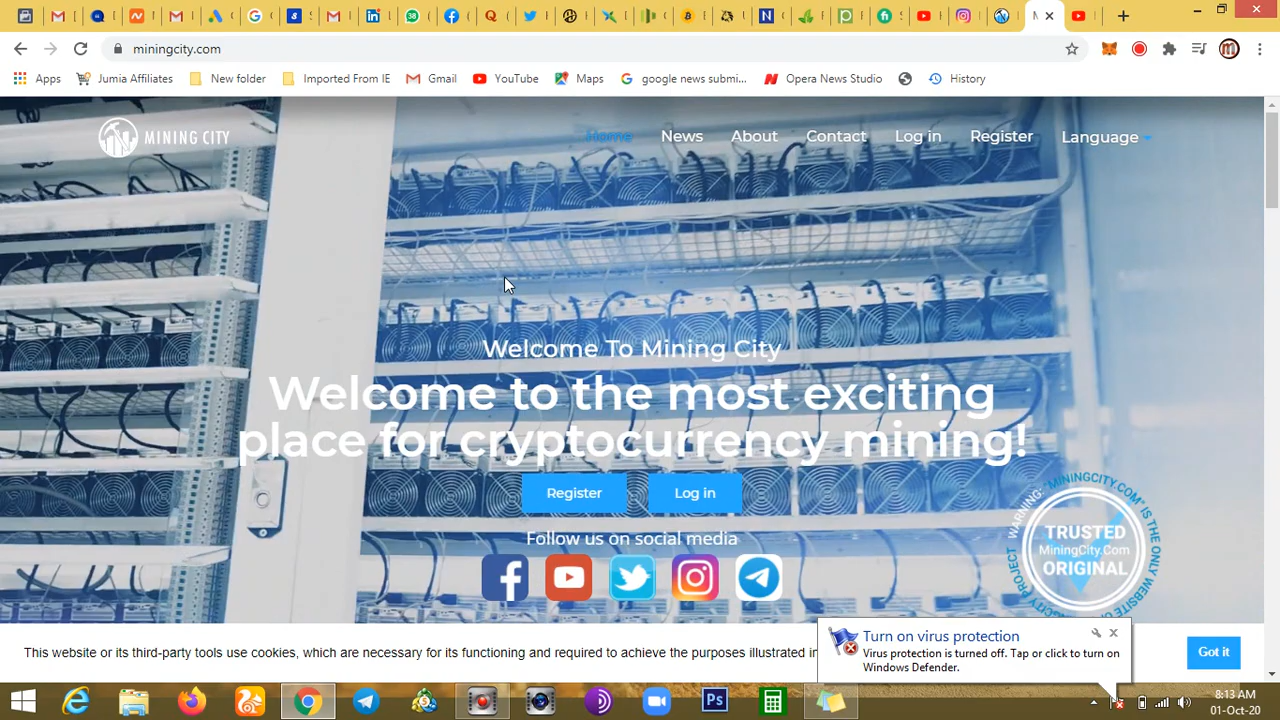 miningcity.com
Apps
Jumia Affiliates
New folder
Imported From IE
Gmail
YouTube
Maps
google news submi...
Opera News Studio
History
MINING CITY
Home
News
About
Contact
Log in
Register
Language
Welcome To Mining City
Welcome to the most exciting
place for cryptocurrency mining!
Register
Log in
Follow us on social media
WARNING: "MININGCITY.COM" IS THE ONLY WEBSITE OF
TRUSTED
MiningCity.Com
ORIGINAL
This website or its third-party tools use cookies, which are necessary for its functioning and required to achieve the purposes illustrated in
Got it
Turn on virus protection
Virus protection is turned off. Tap or click to turn on
Windows Defender.
8:13 AM
01-Oct-20